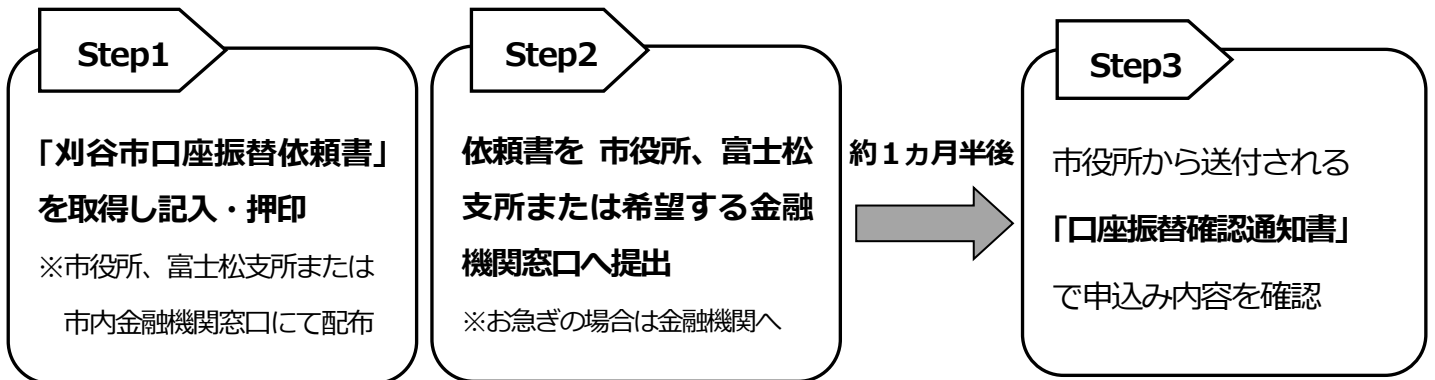 Step1
「刈谷市口座振替依頼書」
を取得し記入・押印
※市役所、富士松支所または
市内金融機関窓口にて配布
Step2
依頼書を 市役所、富士松
支所または希望する金融
機関窓口へ提出
※お急ぎの場合は金融機関へ
約１ヵ月半後
Step3
市役所から送付される
「口座振替確認通知書」
で申込み内容を確認